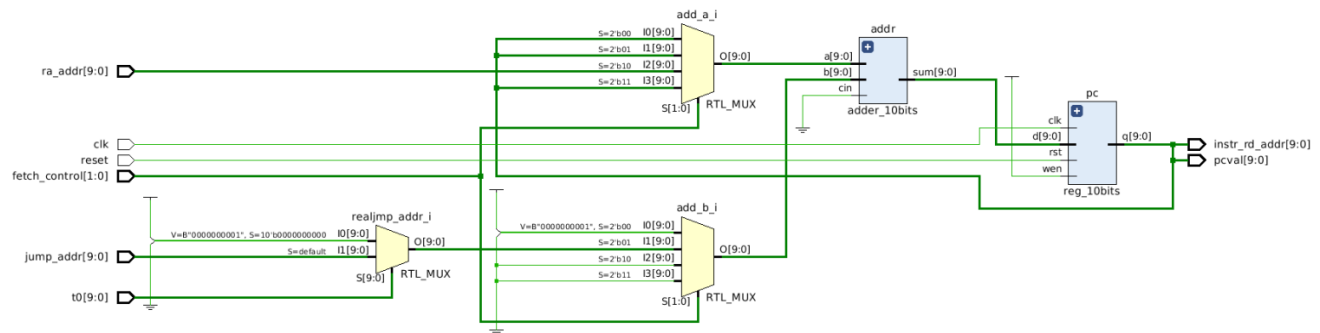 add_a_i
S=2'b00 I0[9:0]
S=2'b01 I1[9:0]
S=2'b10 I2[9:0]
S=2'b11 I3[9:0]
O[9:0]
S[1:0]
RTL_MUX
addr
a[9:0]
b[9:0]
cin
sum[9:0]
adder_10bits
pc
clk
d[9:0]
rst
wen
q[9:0]
reg_10bits
ra_addr[9:0]
clk
reset
fetch_control[1:0]
instr_rd_addr[9:0]
pcval[9:0]
realjmp_addr_i
V=B"0000000001", S=10'b0000000000 I0[9:0]
S=default I1[9:0]
O[9:0]
S[9:0]
RTL_MUX
jump_addr[9:0]
t0[9:0]
add_b_i
V=B"0000000001", S=2'b00 I0[9:0]
S=2'b01 I1[9:0]
S=2'b10 I2[9:0]
S=2'b11 I3[9:0]
O[9:0]
S[1:0]
RTL_MUX